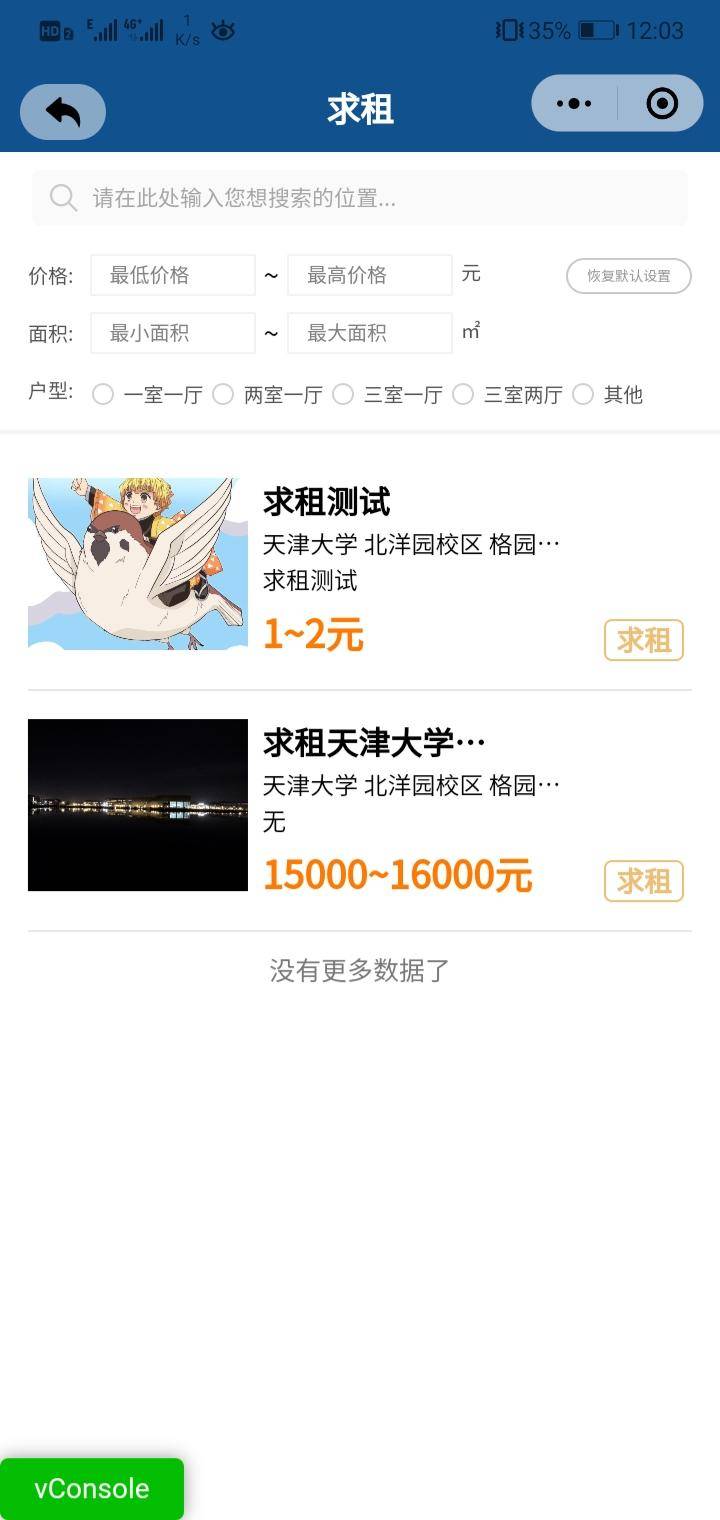 HD 2 E 4G+ 1 K/s 35% 12:03
求租
请在此处输入您想搜索的位置...
价格: 最低价格 ~ 最高价格 元 恢复默认设置
面积: 最小面积 ~ 最大面积 ㎡
户型: 一室一厅 两室一厅 三室一厅 三室两厅 其他
求租测试
天津大学 北洋园校区 格园…
求租测试
1~2元 求租
求租天津大学…
天津大学 北洋园校区 格园…
无
15000~16000元 求租
没有更多数据了
vConsole